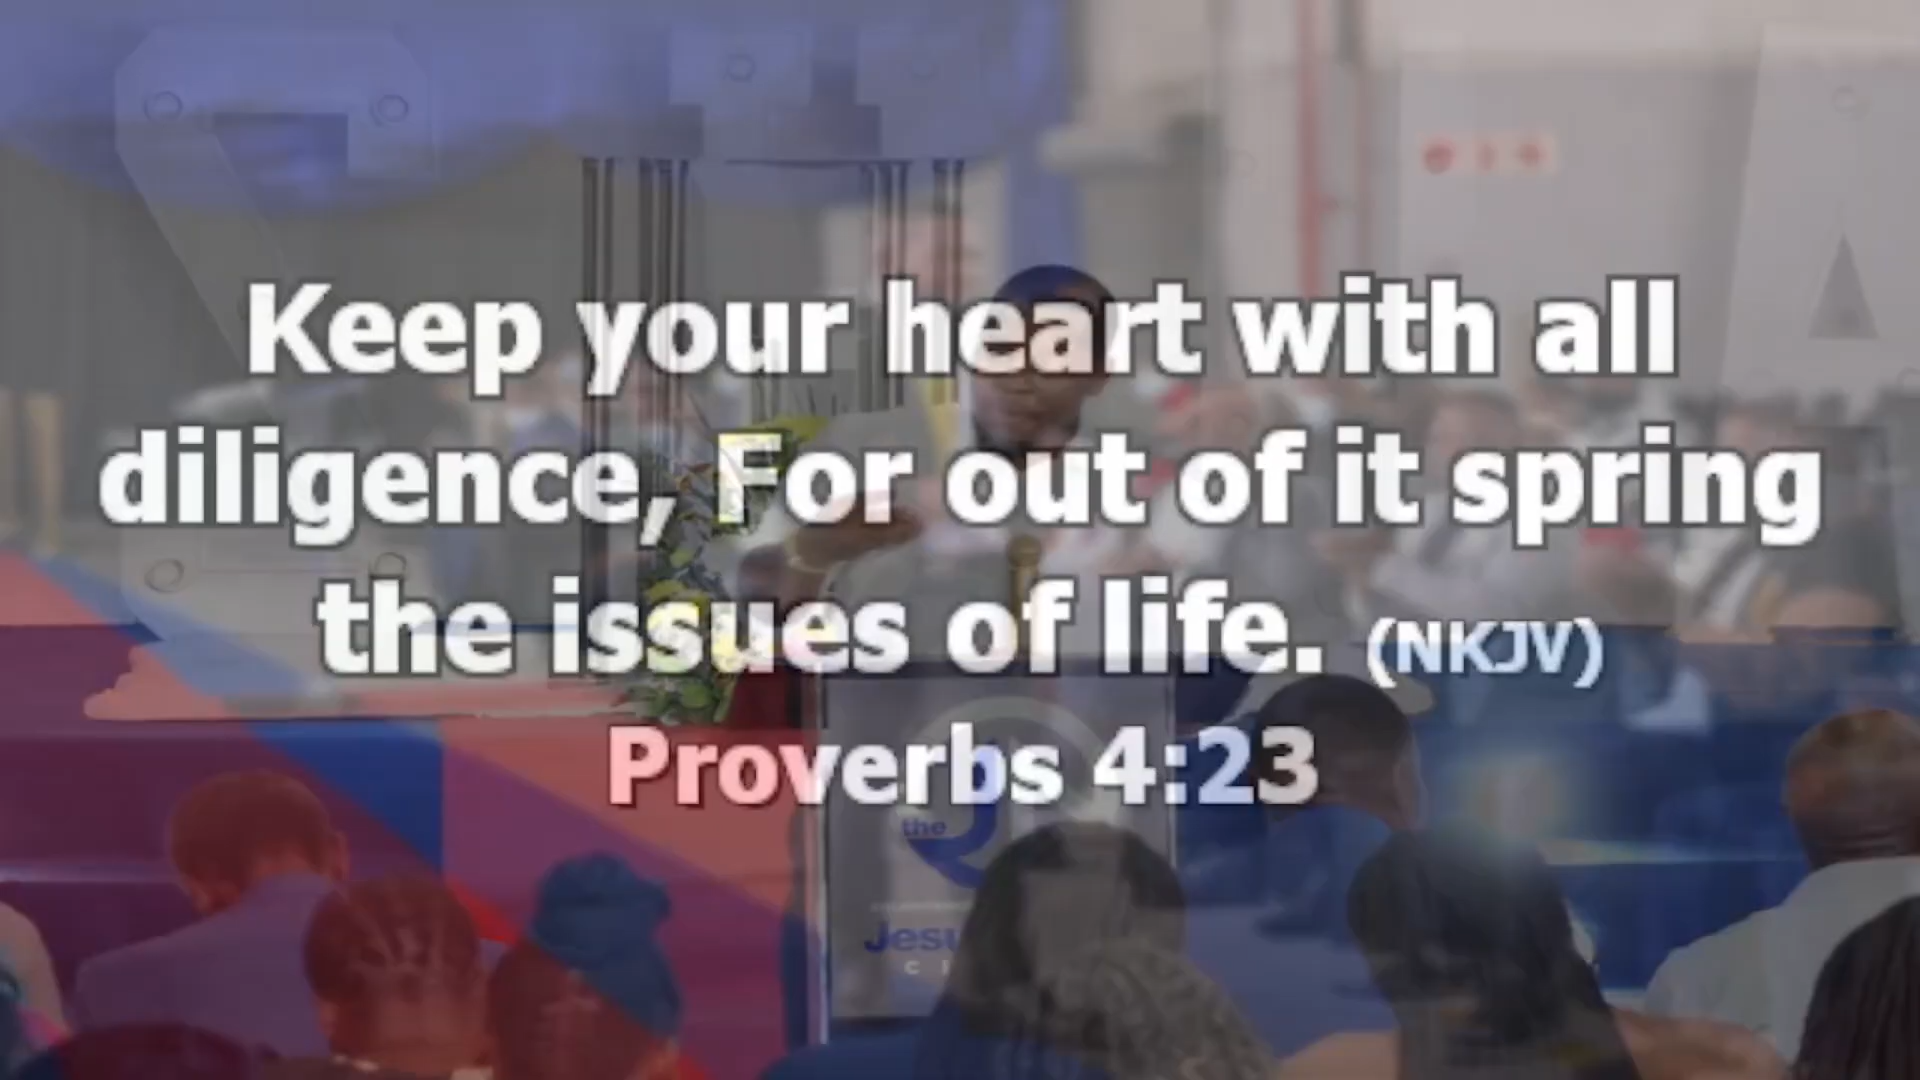 Keep your heart with all
diligence, For out of it spring
the issues of life. (NKJV)
Proverbs 4:23
the